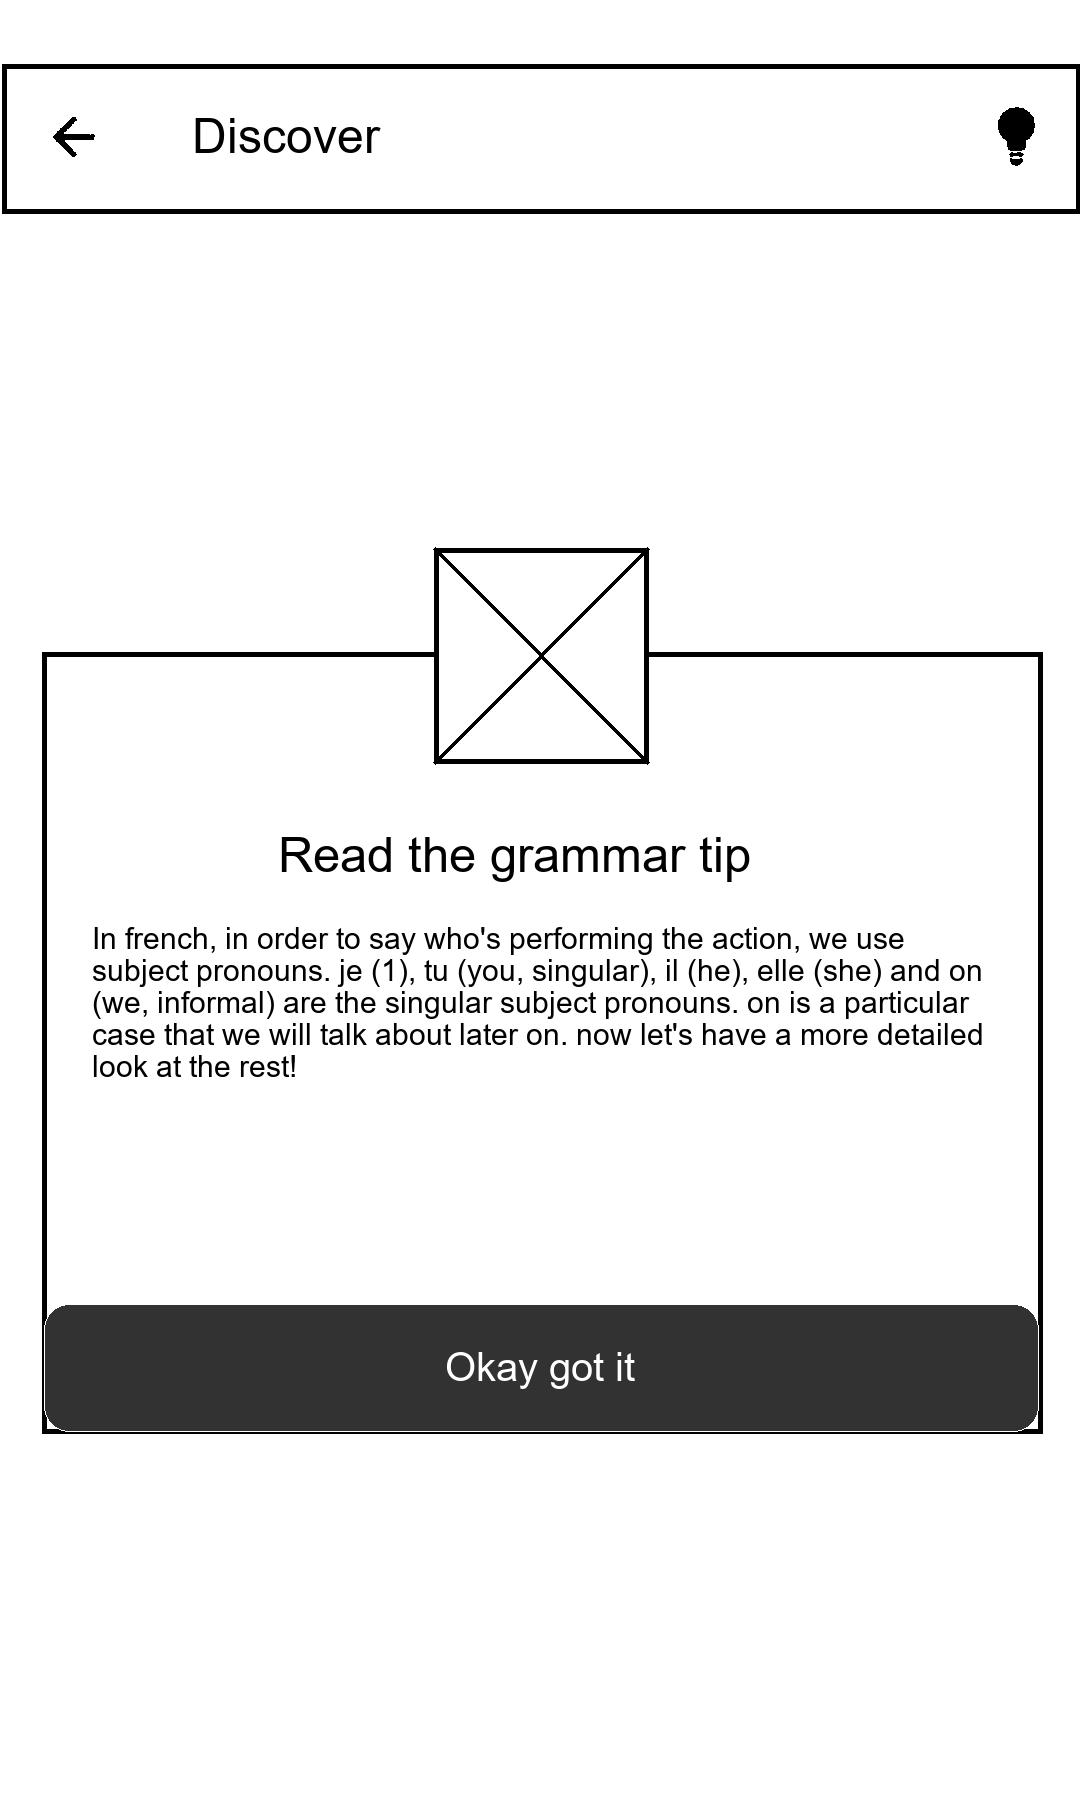 Discover
Read the grammar tip
In french, in order to say who's performing the action, we use
subject pronouns. je (1), tu (you, singular), il (he), elle (she) and on
(we, informal) are the singular subject pronouns. on is a particular
case that we will talk about later on. now let's have a more detailed
look at the rest!
Okay got it